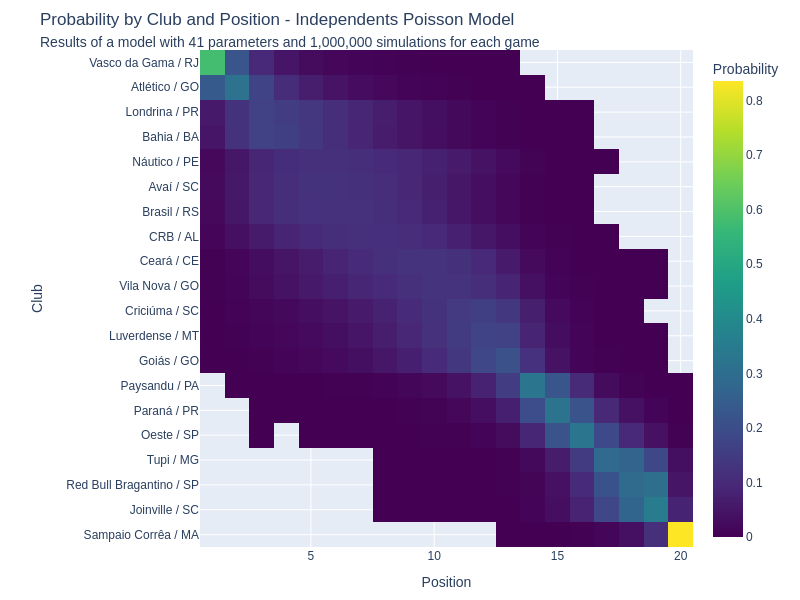 Probability by Club and Position - Independents Poisson Model
Results of a model with 41 parameters and 1,000,000 simulations for each game
Probability
Club
Vasco da Gama / RJ
Atlético / GO
Londrina / PR
Bahia / BA
Náutico / PE
Avaí / SC
Brasil / RS
CRB / AL
Ceará / CE
Vila Nova / GO
Criciúma / SC
Luverdense / MT
Goiás / GO
Paysandu / PA
Paraná / PR
Oeste / SP
Tupi / MG
Red Bull Bragantino / SP
Joinville / SC
Sampaio Corrêa / MA
0.8
0.7
0.6
0.5
0.4
0.3
0.2
0.1
0
5
10
15
20
Position